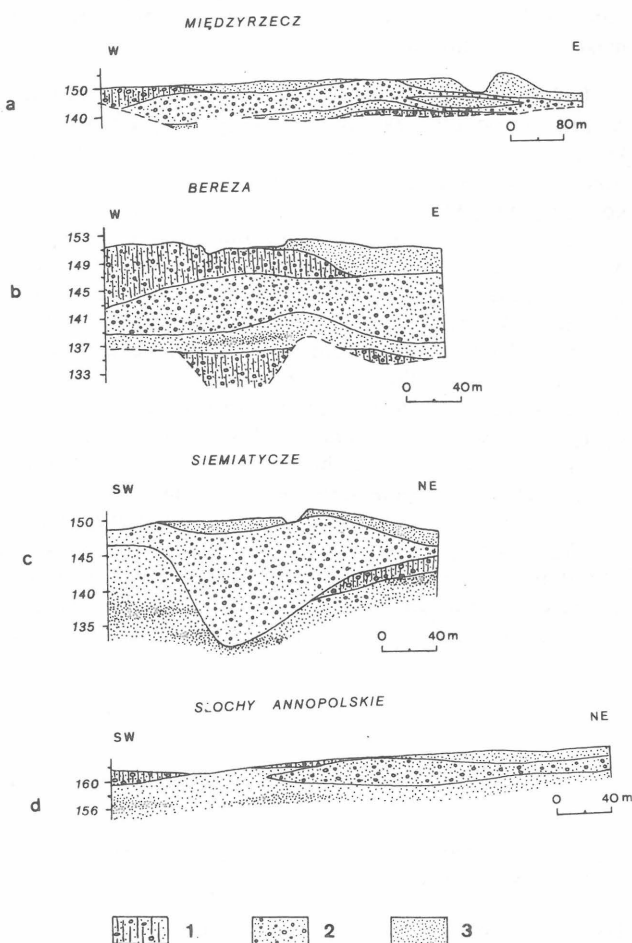 MIĘDZYRZECZ
W E
150
140
a
0 80 m
BEREZA
W E
153
149
145
141
137
133
b
0 40 m
SIEMIATYCZE
SW NE
150
145
140
135
c
0 40 m
SŁOCHY ANNOPOLSKIE
SW NE
160
156
d
0 40 m
1 2 3